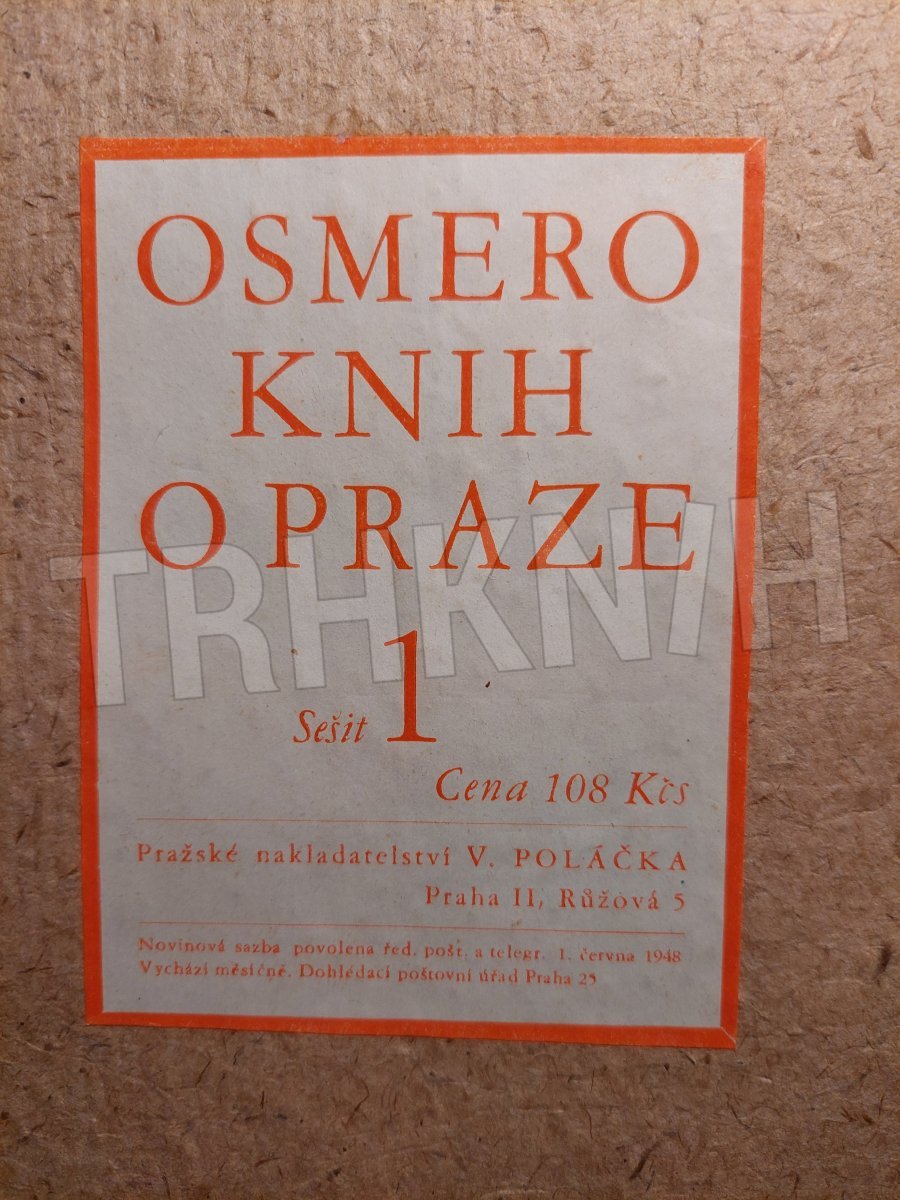 OSMERO
KNIH
O PRAZE
TRHKNIH
Sešit 1
Cena 108 Kčs
Pražské nakladatelství V. POLÁČKA
Praha II, Růžová 5
Novinová sazba povolena řed. pošt. a telegr. 1. června 1948
Vychází měsíčně. Dohlédací poštovní úřad Praha 25